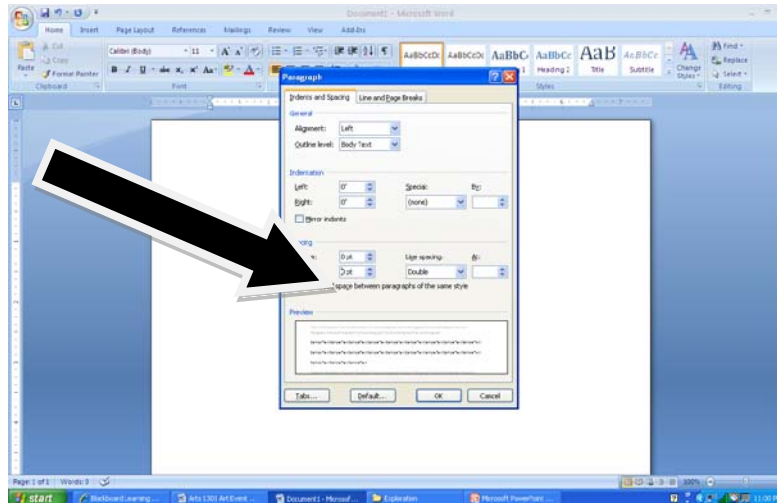 Document1 - Microsoft Word
Home Insert Page Layout References Mailings Review View Add-Ins
Cut
Copy
Paste
Format Painter
Calibri (Body) 11
AaBbCcDc AaBbCcDc AaBbC AaBbCc AaB AaBbCc
Heading 2 Title Subtitle
Change Styles
Find
Replace
Select
Clipboard Font Styles Editing
Paragraph
Indents and Spacing Line and Page Breaks
General
Alignment: Left
Outline level: Body Text
Indentation
Left: 0" Special: By:
Right: 0" (none)
Mirror indents
0 pt Line spacing: At:
pt Double
space between paragraphs of the same style
Preview
Tabs... Default... OK Cancel
Page: 1 of 1 Words: 0 100%
start Blackboard Learning ... Arts 1301 Art Event ... Document1 - Microsof... Exploration Microsoft PowerPoint ... 11:00 P